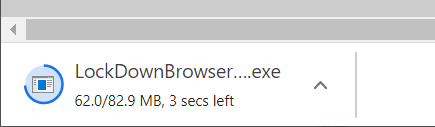 LockDownBrowser....exe
62.0/82.9 MB, 3 secs left